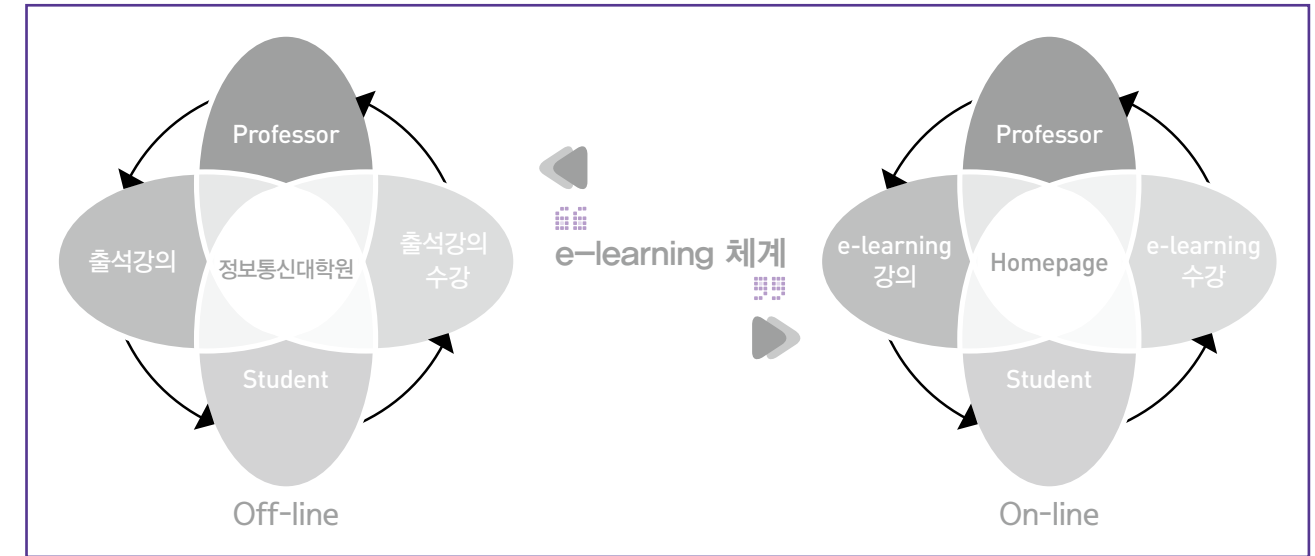 Professor
출석강의
정보통신대학원
출석강의
수강
Student
Off-line
e-learning 체계
Professor
e-learning
강의
Homepage
e-learning
수강
Student
On-line